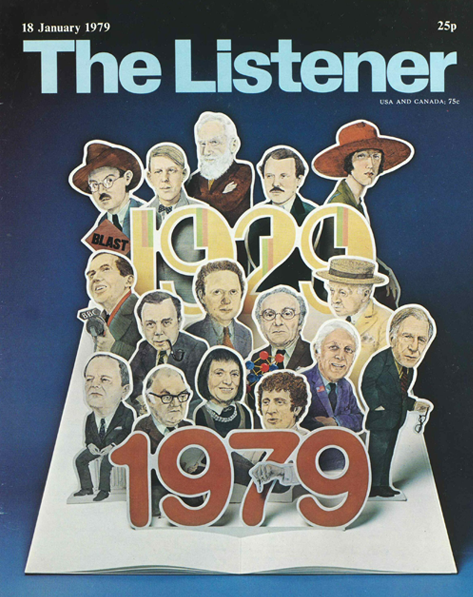 18 January 1979
25p
The Listener
USA AND CANADA: 75c
1929
BLAST
BBC
1979